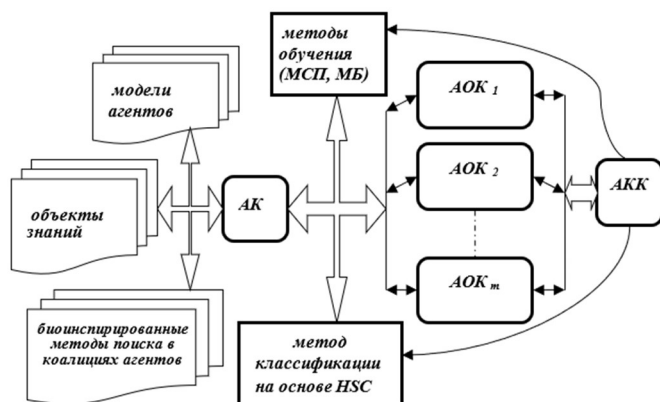 модели
агентов
объекты
знаний
биоинспирированные
методы поиска в
коалициях агентов
АК
методы
обучения
(МСП, МБ)
метод
классификации
на основе HSC
АОК 1
АОК 2
АОК m
АКК